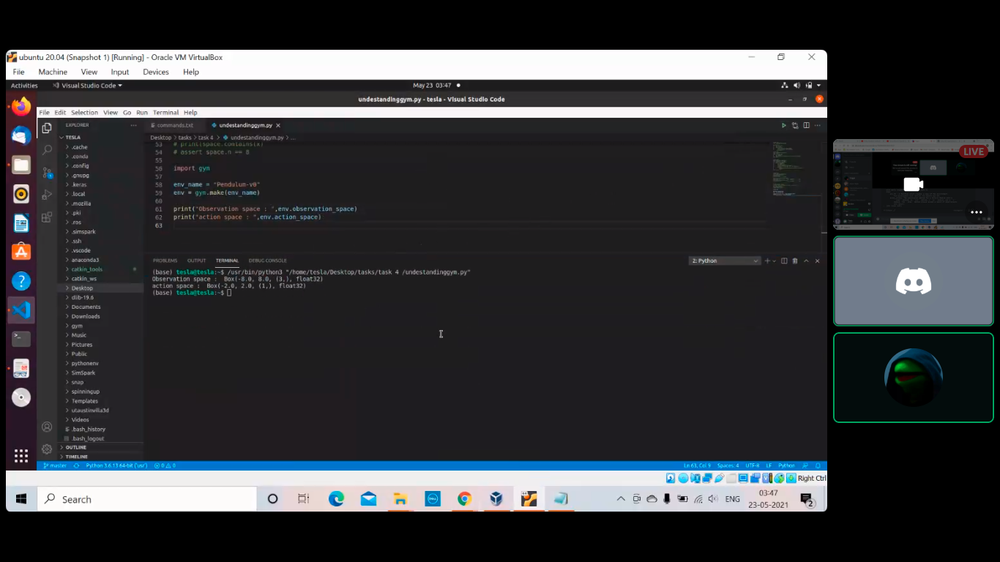 ubuntu 20.04 (Snapshot 1) [Running] - Oracle VM VirtualBox
File Machine View Input Devices Help
Activities Visual Studio Code May 23 03:47
undestandinggym.py - tesla - Visual Studio Code
File Edit Selection View Go Run Terminal Help
EXPLORER
commands.txt undestandinggym.py
Desktop > tasks > task 4 > undestandinggym.py > ...
TESLA
.cache
.conda
.config
.gnupg
.keras
.local
.mozilla
.pki
.ros
.simspark
.ssh
.vscode
anaconda3
catkin_tools
catkin_ws
Desktop
dlib-19.6
Documents
Downloads
gym
Music
Pictures
Public
pythonenv
SimSpark
snap
spinningup
Templates
utaustinvilla3d
Videos
.bash_history
.bash_logout
OUTLINE
TIMELINE
53 # print(space.contains(x)
54 # assert space.n == 8
55
56 import gym
57
58 env_name = "Pendulum-v0"
59 env = gym.make(env_name)
60
61 print("Observation space : ",env.observation_space)
62 print("action space : ",env.action_space)
63
PROBLEMS OUTPUT TERMINAL DEBUG CONSOLE 2: Python
(base) tesla@tesla:~$ /usr/bin/python3 "/home/tesla/Desktop/tasks/task 4 /undestandinggym.py"
Observation space : Box(-8.0, 8.0, (3,), float32)
action space : Box(-2.0, 2.0, (1,), float32)
(base) tesla@tesla:~$
master Python 3.6.13 64-bit ('usr') 0 0 Ln 63, Col 9 Spaces: 4 UTF-8 LF Python
Right Ctrl
Search ENG 03:47
23-05-2021
2
LIVE